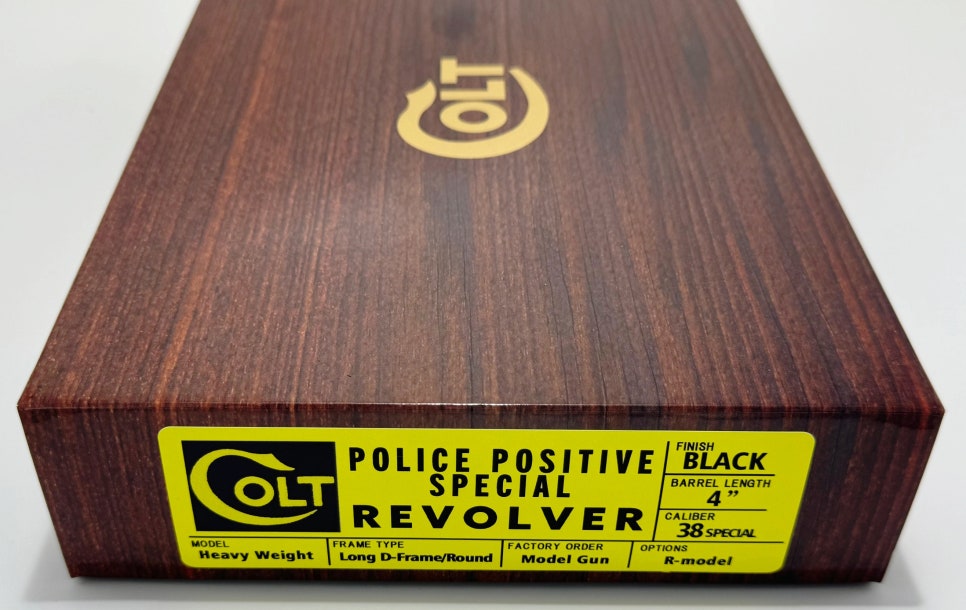 COLT
COLT
POLICE POSITIVE
SPECIAL
REVOLVER
FINISH
BLACK
BARREL LENGTH
4”
CALIBER
38 SPECIAL
MODEL
Heavy Weight
FRAME TYPE
Long D-Frame/Round
FACTORY ORDER
Model Gun
OPTIONS
R-model